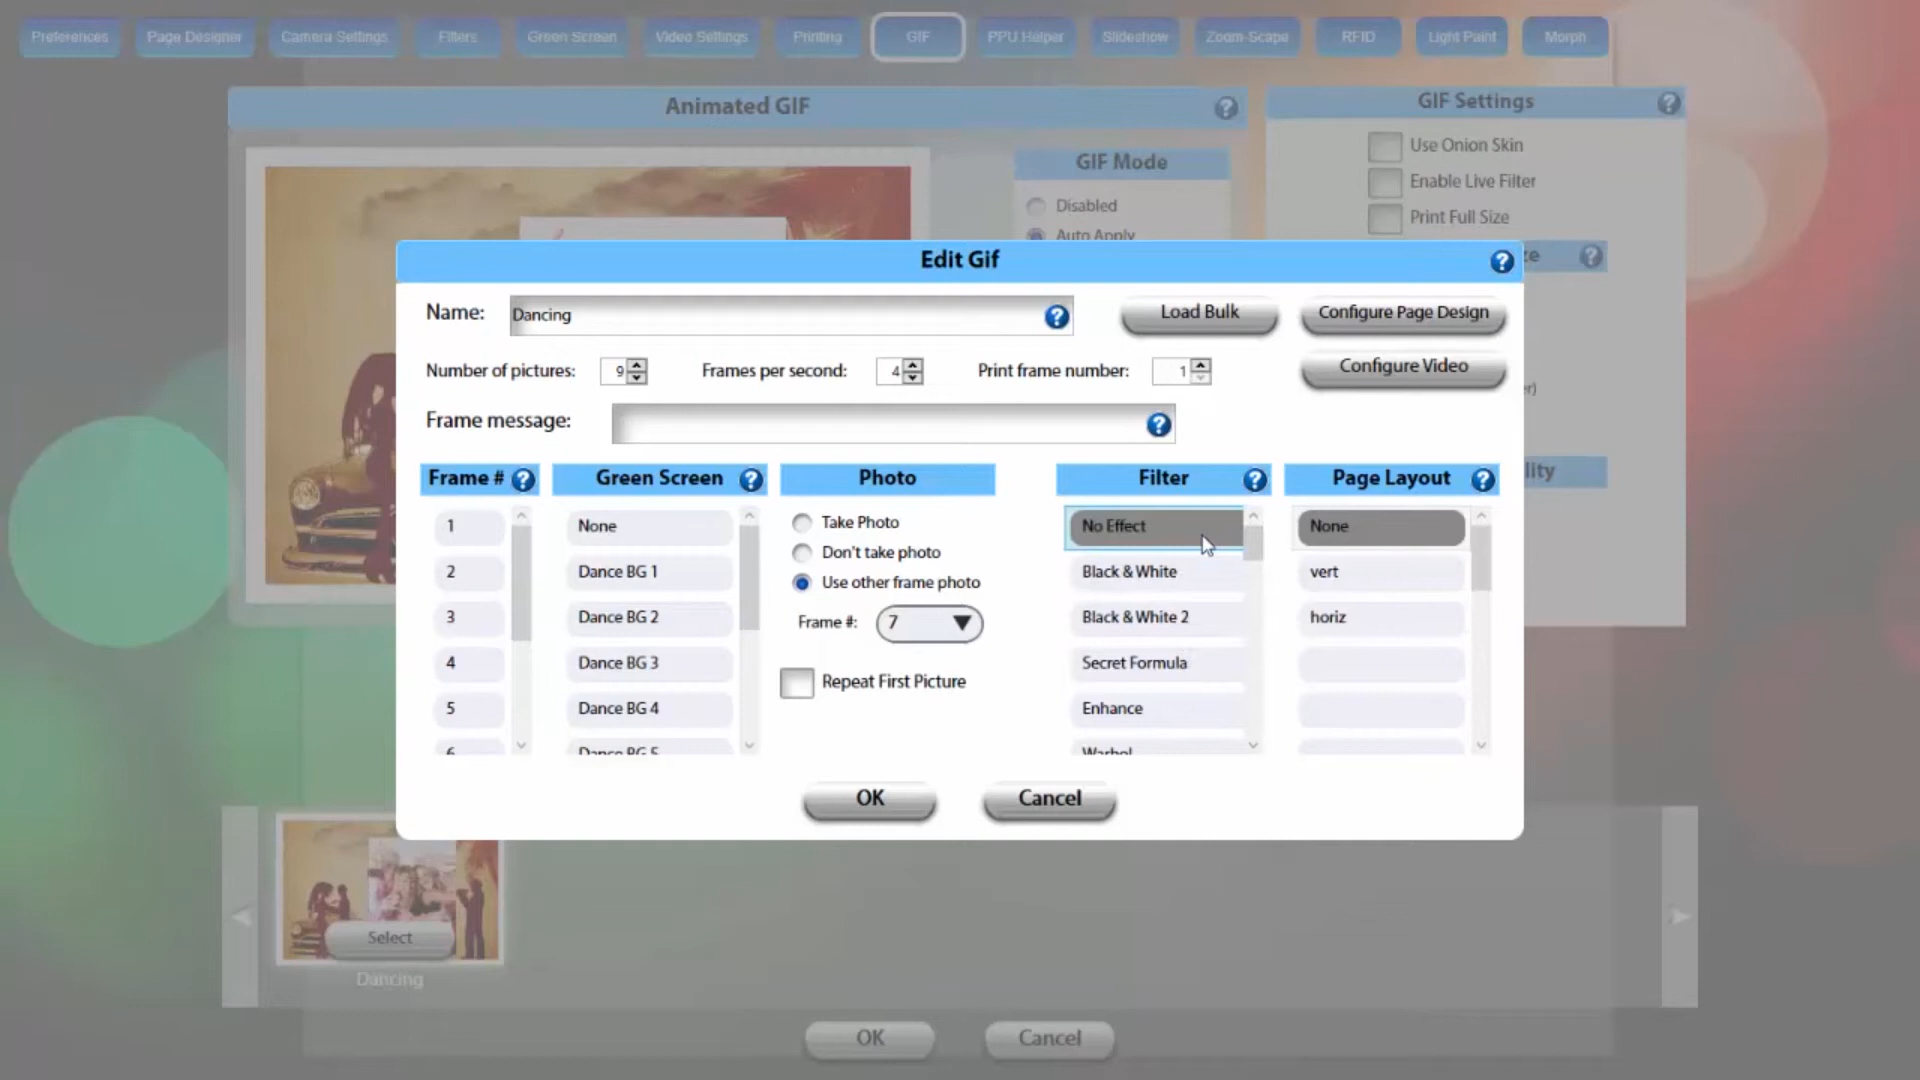 Preferences Page Designer Camera Settings Filters Green Screen Video Settings Printing GIF PPU Helper Slideshow Zoom-Scape RFID Light Paint Morph
Animated GIF
GIF Settings
Use Onion Skin
Enable Live Filter
Print Full Size
GIF Mode
Disabled
Auto Apply
Edit Gif
Name: Dancing
Load Bulk Configure Page Design
Number of pictures: 9 Frames per second: 4 Print frame number: 1 Configure Video
Frame message:
Frame # Green Screen Photo Filter Page Layout
1 None Take Photo No Effect None
2 Dance BG 1 Don't take photo Black & White vert
Use other frame photo
3 Dance BG 2 Frame #: 7 Black & White 2 horiz
4 Dance BG 3 Repeat First Picture Secret Formula
5 Dance BG 4 Enhance
6 Dance BG 5 Warhol
OK Cancel
Select
Dancing
OK Cancel